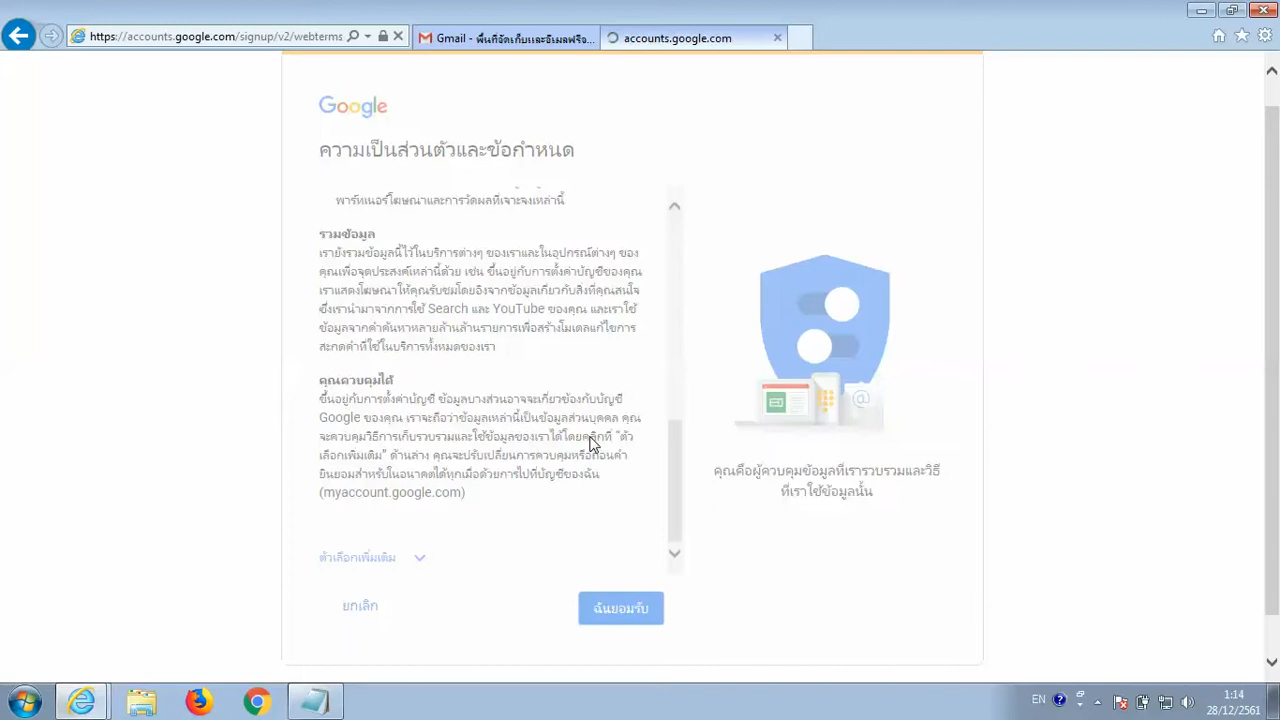 https://accounts.google.com/signup/v2/webterms
Gmail - พื้นที่จัดเก็บและอีเมลฟรีจ...
accounts.google.com
Google
ความเป็นส่วนตัวและข้อกำหนด
พาร์ทเนอร์โฆษณาและการวัดผลที่เจาะจงเหล่านี้
รวมข้อมูล
เรายังรวมข้อมูลนี้ไว้ในบริการต่างๆ ของเราและในอุปกรณ์ต่างๆ ของ
คุณเพื่อจุดประสงค์เหล่านี้ด้วย เช่น ขึ้นอยู่กับการตั้งค่าบัญชีของคุณ
เราแสดงโฆษณาให้คุณรับชมโดยอิงจากข้อมูลเกี่ยวกับสิ่งที่คุณสนใจ
ซึ่งเรานำมาจากการใช้ Search และ YouTube ของคุณ และเราใช้
ข้อมูลจากคำค้นหาหลายล้านล้านรายการเพื่อสร้างโมเดลแก้ไขการ
สะกดคำที่ใช้ในบริการทั้งหมดของเรา
คุณควบคุมได้
ขึ้นอยู่กับการตั้งค่าบัญชี ข้อมูลบางส่วนอาจจะเกี่ยวข้องกับบัญชี
Google ของคุณ เราจะถือว่าข้อมูลเหล่านี้เป็นข้อมูลส่วนบุคคล คุณ
จะควบคุมวิธีการเก็บรวบรวมและใช้ข้อมูลของเราได้โดยคลิกที่ "ตัว
เลือกเพิ่มเติม" ด้านล่าง คุณจะปรับเปลี่ยนการควบคุมหรือถอนคำ
ยินยอมสำหรับในอนาคตได้ทุกเมื่อด้วยการไปที่บัญชีของฉัน
(myaccount.google.com)
คุณคือผู้ควบคุมข้อมูลที่เรารวบรวมและวิธี
ที่เราใช้ข้อมูลนั้น
ตัวเลือกเพิ่มเติม
ยกเลิก
ฉันยอมรับ
EN
1:14
28/12/2561